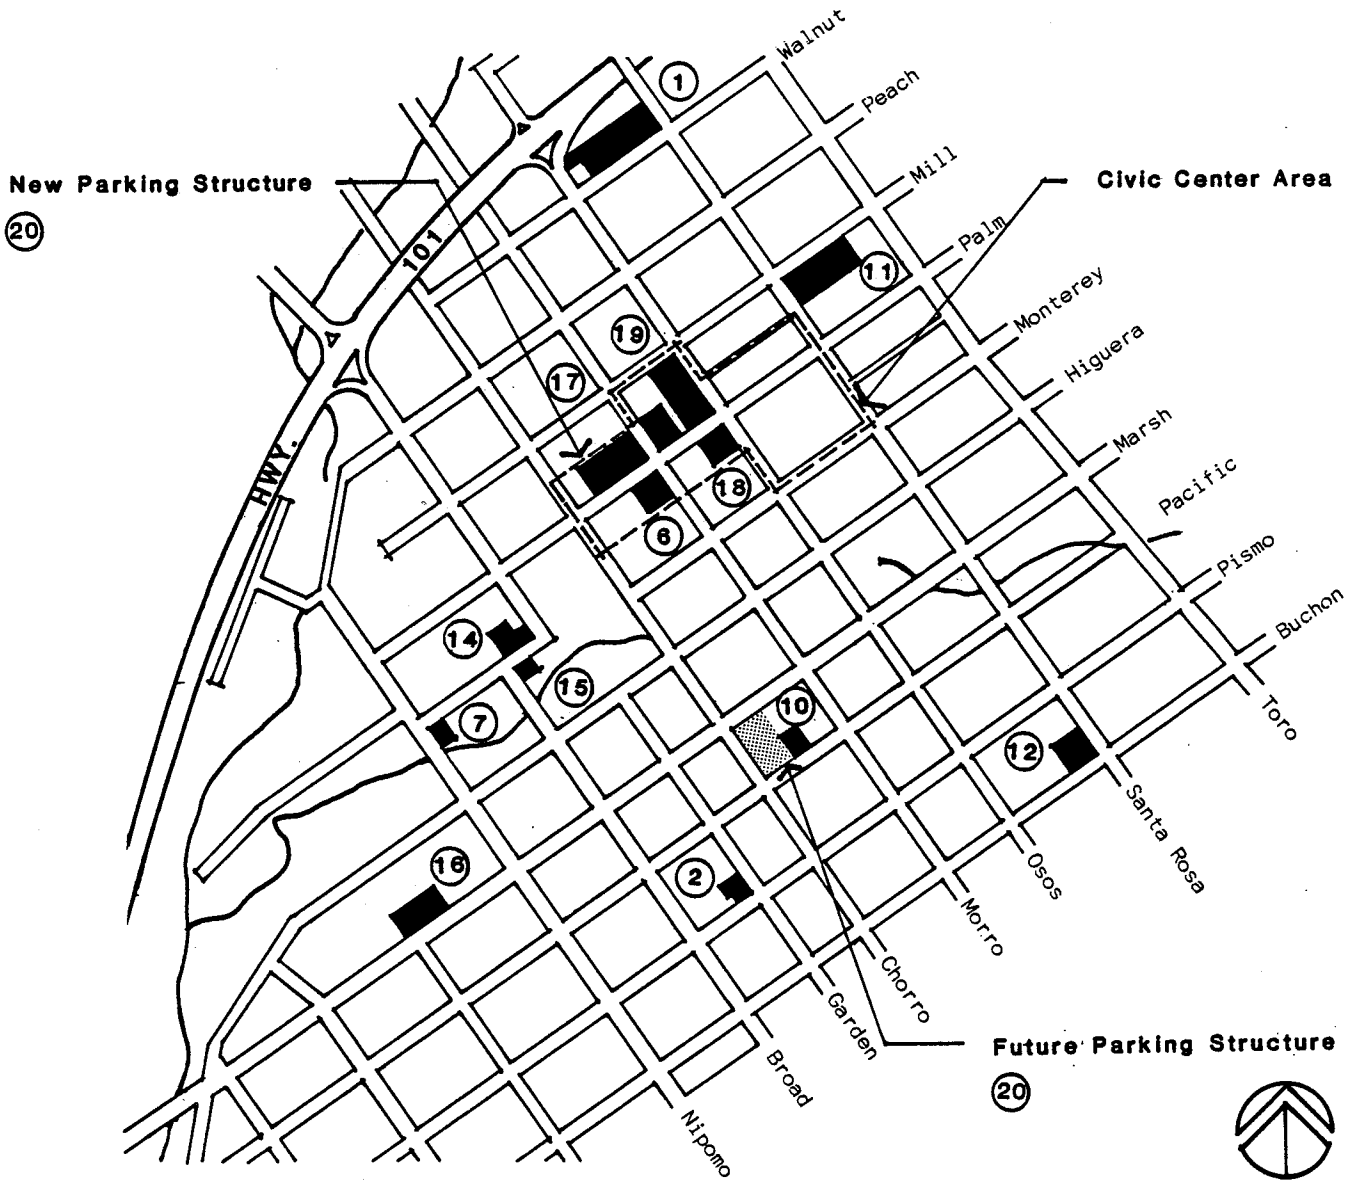 Walnut
1
Peach
Mill
New Parking Structure
20
Civic Center Area
Palm
101
11
Monterey
19
Higuera
17
Marsh
HWY.
18
Pacific
6
Pismo
14
Buchon
15
10
7
Toro
12
Santa Rosa
16
2
Osos
Morro
Chorro
Garden
Future Parking Structure
20
Broad
Nipomo